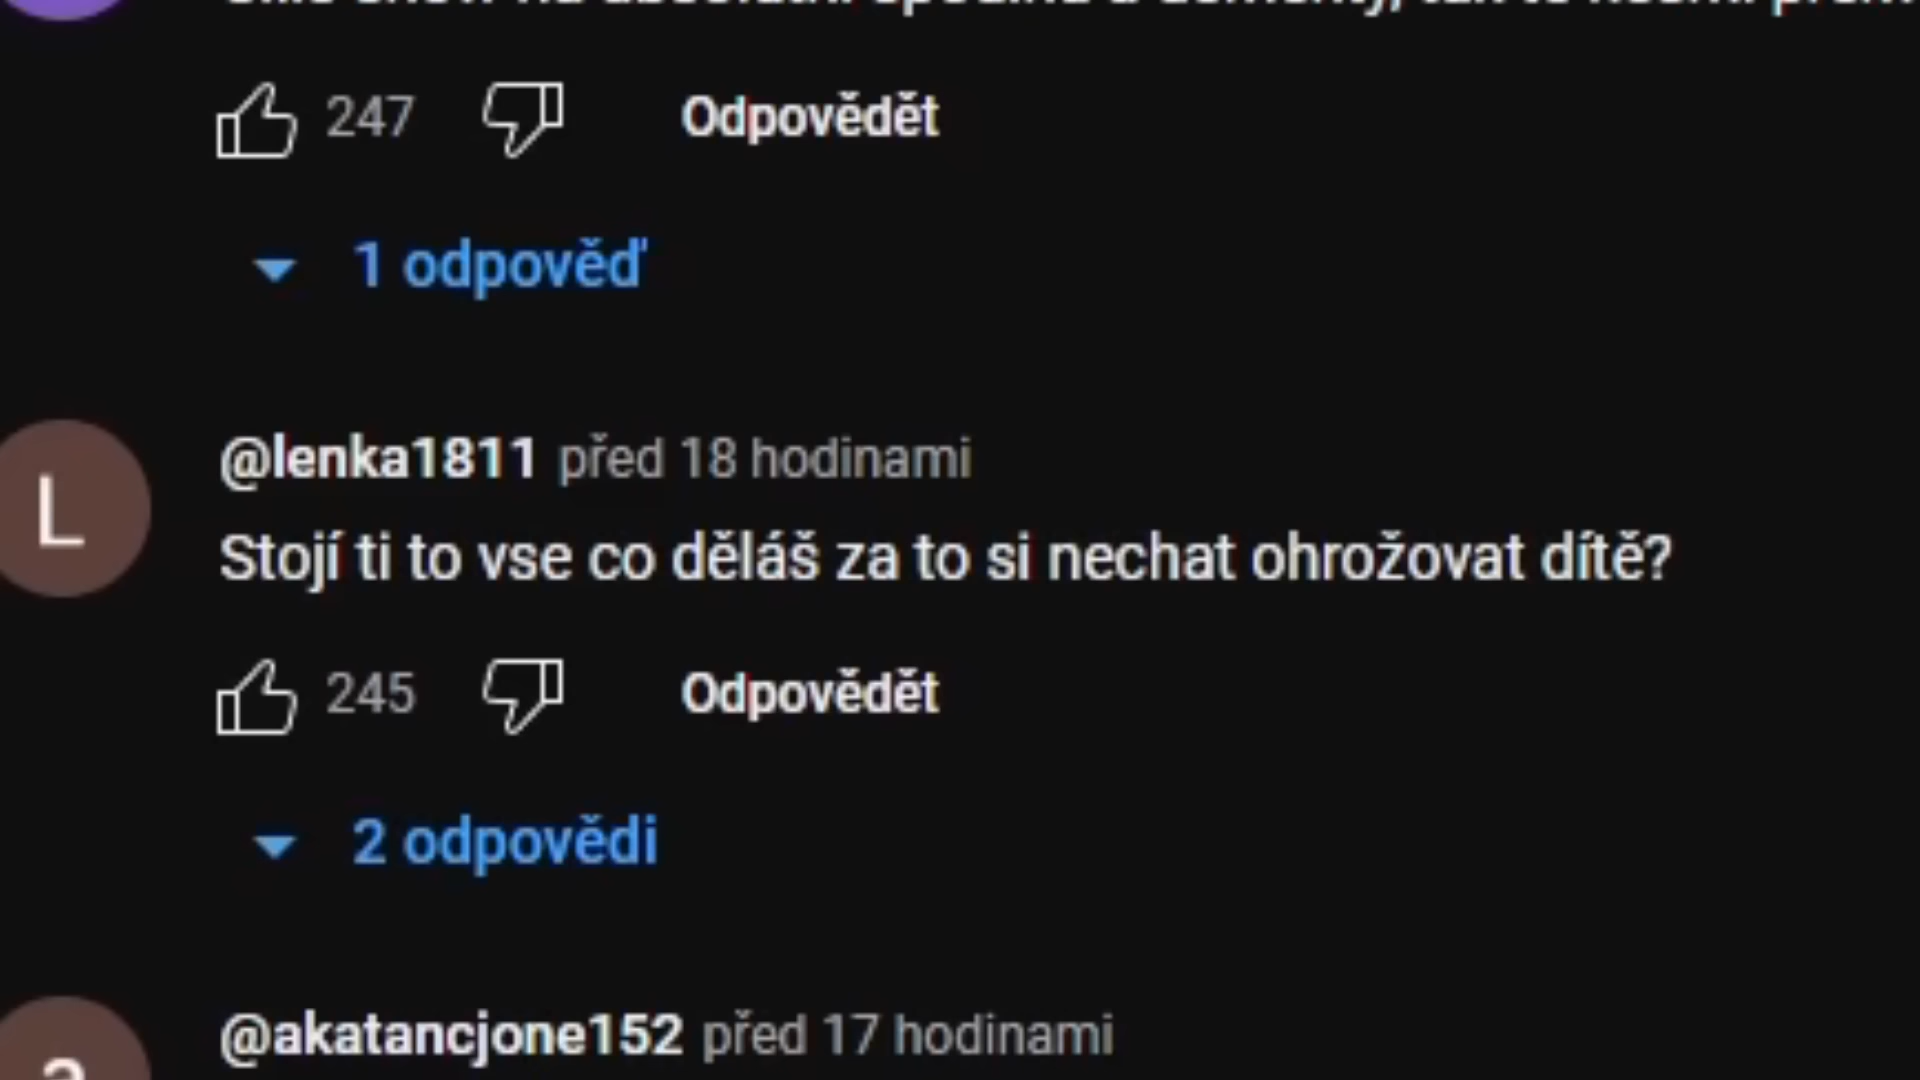 247 Odpovědět
1 odpověď
@lenka1811 před 18 hodinami
L
Stojí ti to vse co děláš za to si nechat ohrožovat dítě?
245 Odpovědět
2 odpovědi
@akatancjone152 před 17 hodinami
a